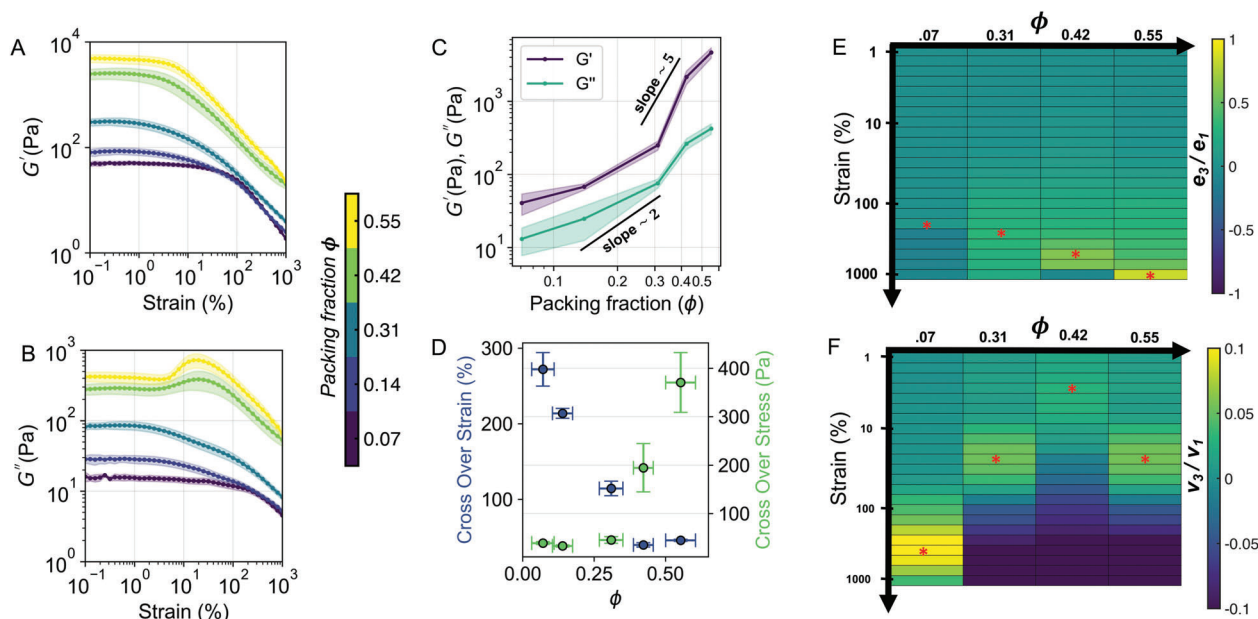 A
10^4
10^2
10^0
G'(Pa)
10^-1 10^0 10^1 10^2 10^3
Strain (%)
B
10^3
10^2
10^1
10^0
G''(Pa)
10^-1 10^0 10^1 10^2 10^3
Strain (%)
Packing fraction ϕ
0.55
0.42
0.31
0.14
0.07
C
G'
G''
slope ~ 5
slope ~ 2
10^3
10^2
10^1
G'(Pa), G''(Pa)
0.1 0.2 0.3 0.4 0.5
Packing fraction (ϕ)
D
300
200
100
Cross Over Strain (%)
400
300
200
100
Cross Over Stress (Pa)
0.00 0.25 0.50
ϕ
E
ϕ
.07 0.31 0.42 0.55
1
10
100
1000
Strain (%)
* * * *
1
0.5
0
-0.5
-1
e3/e1
F
ϕ
.07 0.31 0.42 0.55
1
10
100
1000
Strain (%)
* * * *
0.1
0.05
0
-0.05
-0.1
v3/v1